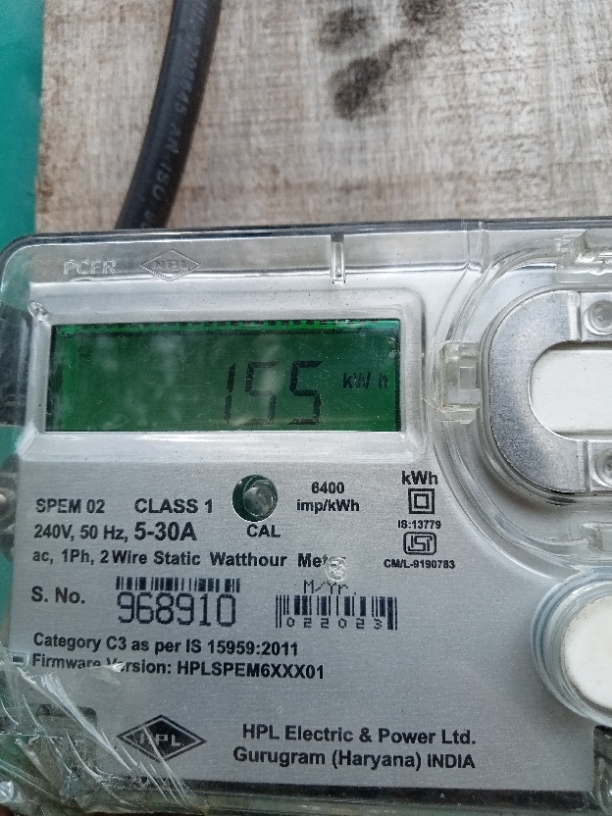 PCFR HPL
155 kWh
SPEM 02 CLASS 1
6400
imp/kWh
kWh
240V, 50 Hz, 5-30A
CAL
IS:13779
ISI
ac, 1Ph, 2 Wire Static Watthour
CM/L-9190783
M/Yr.
S. No. 968910
022023
Category C3 as per IS 15959:2011
Firmware Version: HPLSPEM6XXX01
HPL
HPL Electric & Power Ltd.
Gurugram (Haryana) INDIA